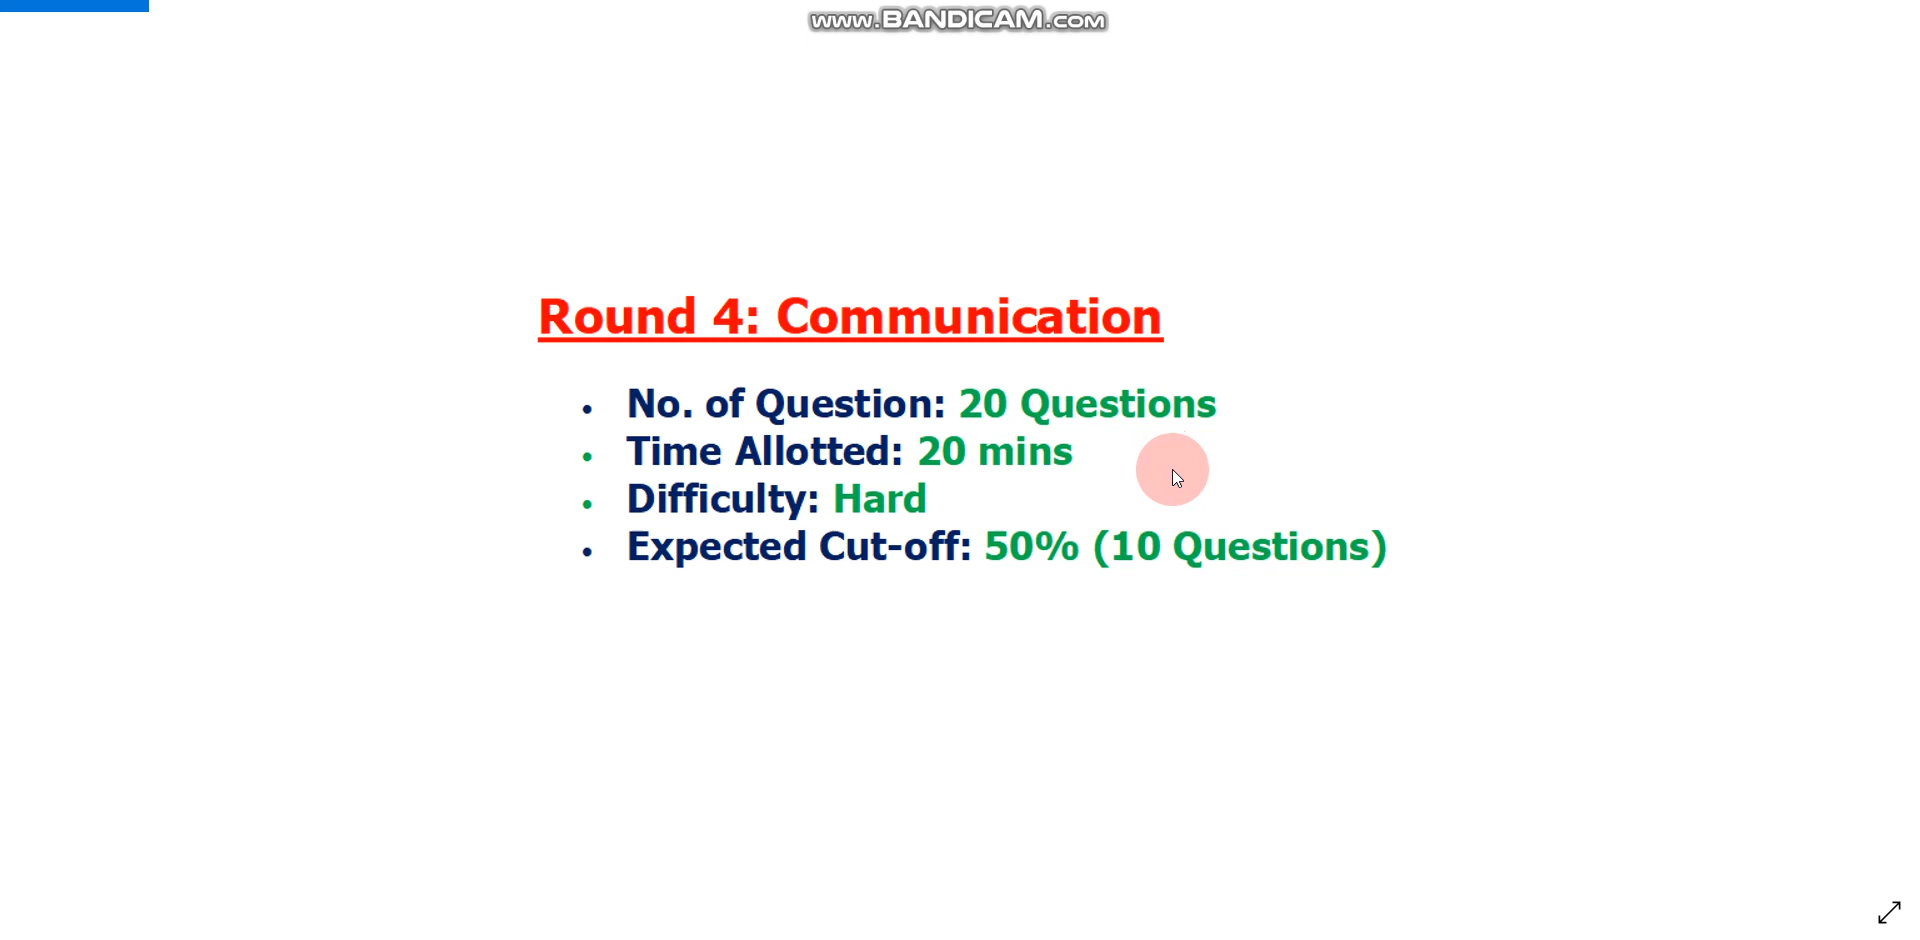 www.BANDICAM.com
Round 4: Communication
• No. of Question: 20 Questions
• Time Allotted: 20 mins
• Difficulty: Hard
• Expected Cut-off: 50% (10 Questions)